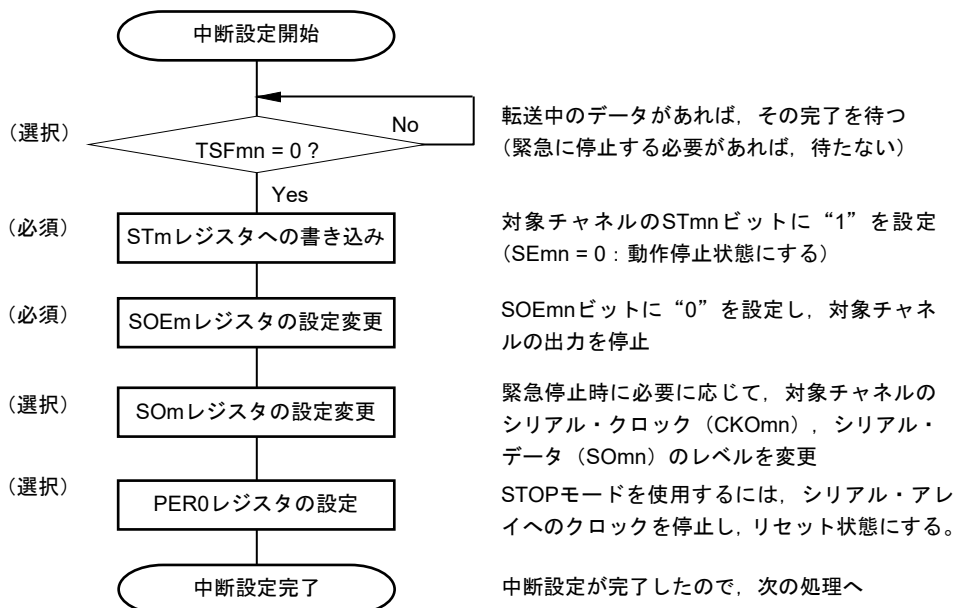 中断設定開始
(選択)
TSFmn = 0 ?
No
転送中のデータがあれば，その完了を待つ
（緊急に停止する必要があれば，待たない）
Yes
(必須)
STmレジスタへの書き込み
対象チャネルのSTmnビットに“1”を設定
（SEmn = 0：動作停止状態にする）
(必須)
SOEmレジスタの設定変更
SOEmnビットに“0”を設定し，対象チャネ
ルの出力を停止
(選択)
SOmレジスタの設定変更
緊急停止時に必要に応じて，対象チャネルの
シリアル・クロック（CKOmn），シリアル・
データ（SOmn）のレベルを変更
(選択)
PER0レジスタの設定
STOPモードを使用するには，シリアル・アレ
イへのクロックを停止し，リセット状態にする。
中断設定完了
中断設定が完了したので，次の処理へ